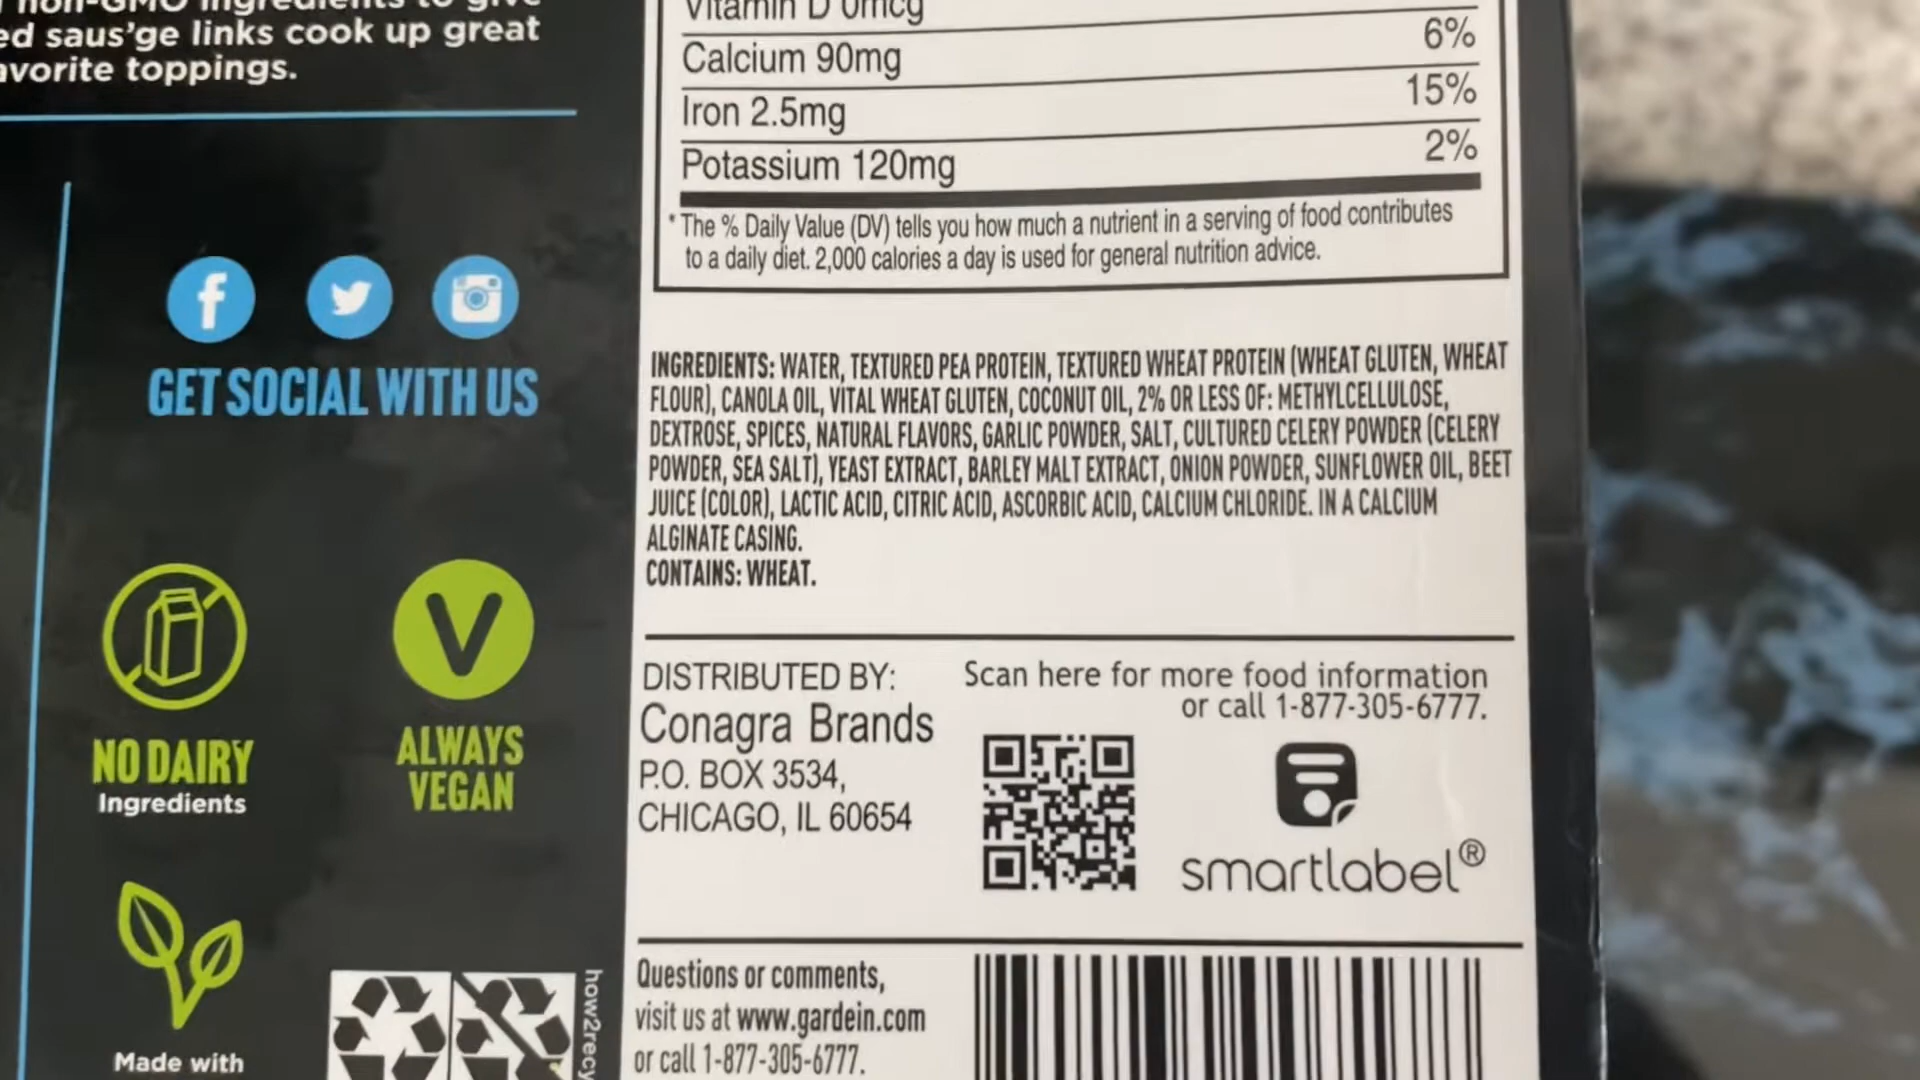 non-GMO ingredients to give
ed saus'ge links cook up great
avorite toppings.
GET SOCIAL WITH US
NO DAIRY
Ingredients
ALWAYS
VEGAN
Made with
how2recy
Vitamin D 0mcg
Calcium 90mg 6%
Iron 2.5mg 15%
Potassium 120mg 2%
* The % Daily Value (DV) tells you how much a nutrient in a serving of food contributes
to a daily diet. 2,000 calories a day is used for general nutrition advice.
INGREDIENTS: WATER, TEXTURED PEA PROTEIN, TEXTURED WHEAT PROTEIN (WHEAT GLUTEN, WHEAT
FLOUR), CANOLA OIL, VITAL WHEAT GLUTEN, COCONUT OIL, 2% OR LESS OF: METHYLCELLULOSE,
DEXTROSE, SPICES, NATURAL FLAVORS, GARLIC POWDER, SALT, CULTURED CELERY POWDER (CELERY
POWDER, SEA SALT), YEAST EXTRACT, BARLEY MALT EXTRACT, ONION POWDER, SUNFLOWER OIL, BEET
JUICE (COLOR), LACTIC ACID, CITRIC ACID, ASCORBIC ACID, CALCIUM CHLORIDE. IN A CALCIUM
ALGINATE CASING.
CONTAINS: WHEAT.
DISTRIBUTED BY:
Conagra Brands
P.O. BOX 3534,
CHICAGO, IL 60654
Scan here for more food information
or call 1-877-305-6777.
smartlabel®
Questions or comments,
visit us at www.gardein.com
or call 1-877-305-6777.